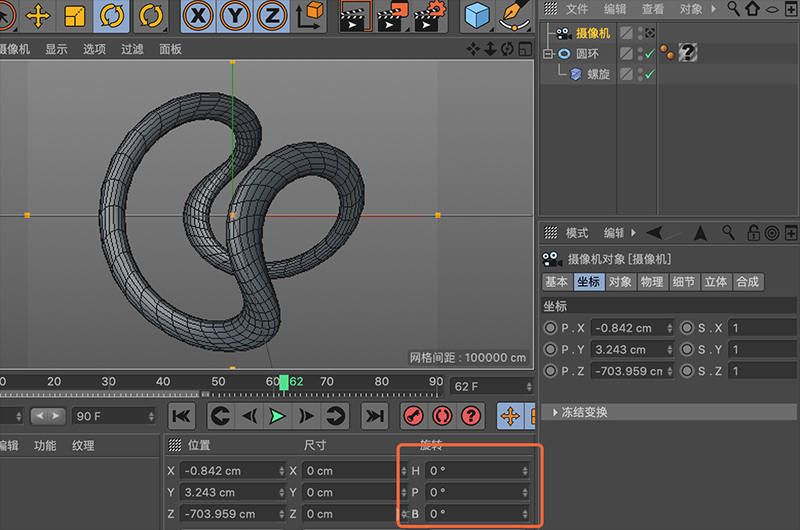 X Y Z
文件 编辑 查看 对象
摄像机
圆环
螺旋
摄像机 显示 选项 过滤 面板
网格间距 : 100000 cm
模式 编辑
摄像机对象 [摄像机]
基本 坐标 对象 物理 细节 立体 合成
坐标
P . X -0.842 cm S . X 1
P . Y 3.243 cm S . Y 1
P . Z -703.959 cm S . Z 1
冻结变换
0 20 30 40 50 60 62 70 80 90 62 F
90 F
编辑 功能 纹理
位置 尺寸 旋转
X -0.842 cm X 0 cm H 0 °
Y 3.243 cm Y 0 cm P 0 °
Z -703.959 cm Z 0 cm B 0 °